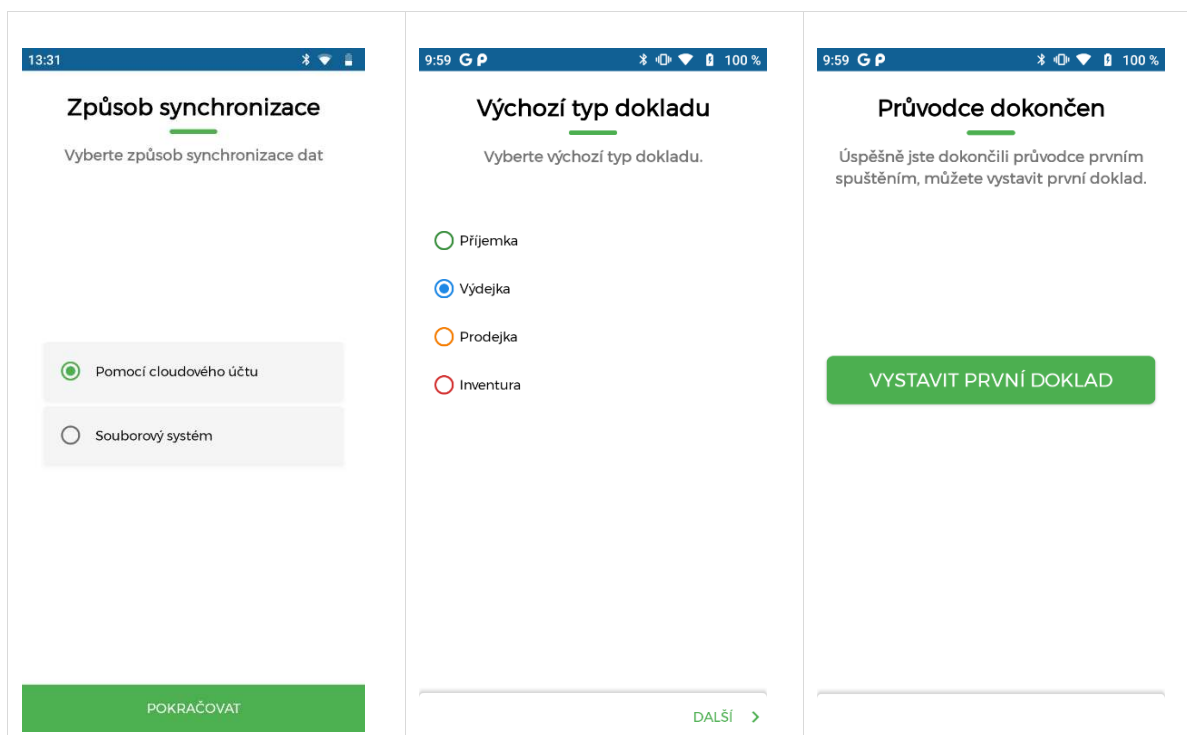 13:31
Způsob synchronizace
Vyberte způsob synchronizace dat
Pomocí cloudového účtu
Souborový systém
POKRAČOVAT
9:59 G P 100 %
Výchozí typ dokladu
Vyberte výchozí typ dokladu.
Příjemka
Výdejka
Prodejka
Inventura
DALŠÍ
9:59 G P 100 %
Průvodce dokončen
Úspěšně jste dokončili průvodce prvním
spuštěním, můžete vystavit první doklad.
VYSTAVIT PRVNÍ DOKLAD